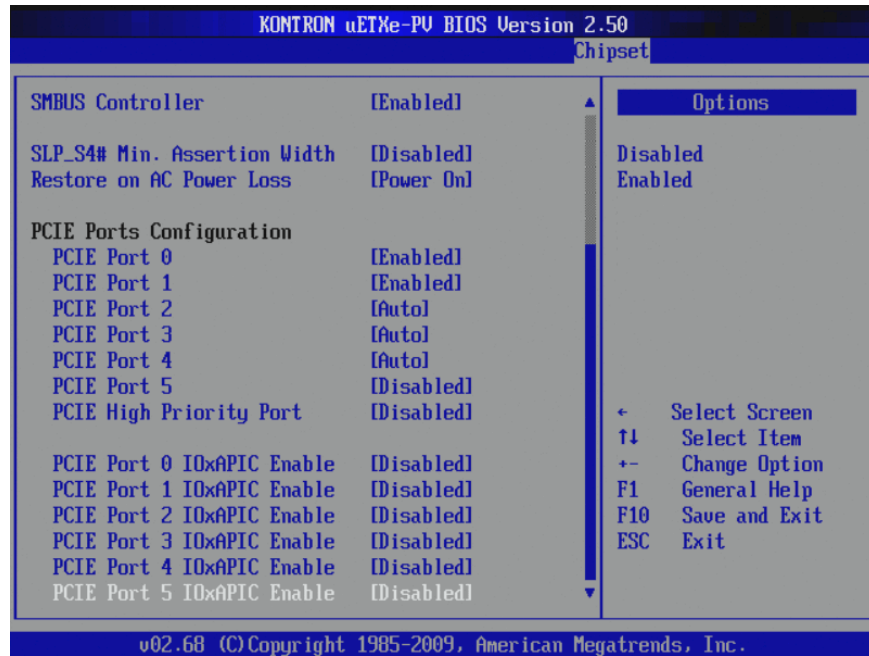 KONTRON uETXe-PV BIOS Version 2.50
Chipset
SMBUS Controller [Enabled]
SLP_S4# Min. Assertion Width [Disabled]
Restore on AC Power Loss [Power On]
PCIE Ports Configuration
PCIE Port 0 [Enabled]
PCIE Port 1 [Enabled]
PCIE Port 2 [Auto]
PCIE Port 3 [Auto]
PCIE Port 4 [Auto]
PCIE Port 5 [Disabled]
PCIE High Priority Port [Disabled]
PCIE Port 0 IOxAPIC Enable [Disabled]
PCIE Port 1 IOxAPIC Enable [Disabled]
PCIE Port 2 IOxAPIC Enable [Disabled]
PCIE Port 3 IOxAPIC Enable [Disabled]
PCIE Port 4 IOxAPIC Enable [Disabled]
PCIE Port 5 IOxAPIC Enable [Disabled]
Options
Disabled
Enabled
← Select Screen
↑↓ Select Item
+- Change Option
F1 General Help
F10 Save and Exit
ESC Exit
v02.68 (C)Copyright 1985-2009, American Megatrends, Inc.